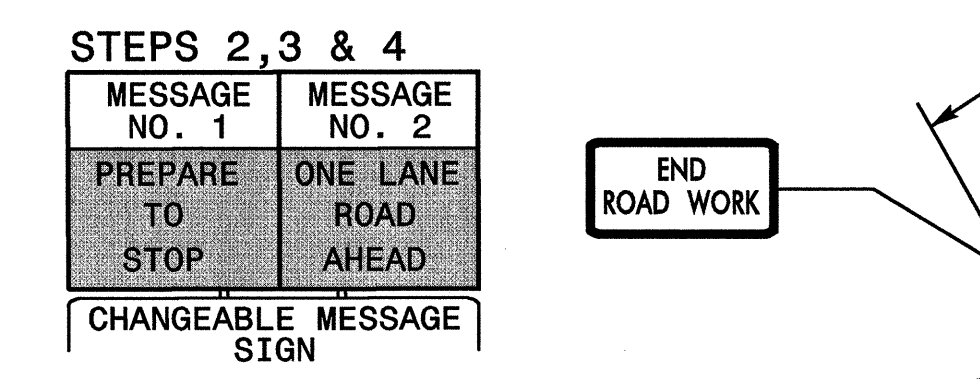 STEPS 2,3 & 4
MESSAGE NO. 1
MESSAGE NO. 2
PREPARE
TO
STOP
ONE LANE
ROAD
AHEAD
CHANGEABLE MESSAGE
SIGN
END
ROAD WORK